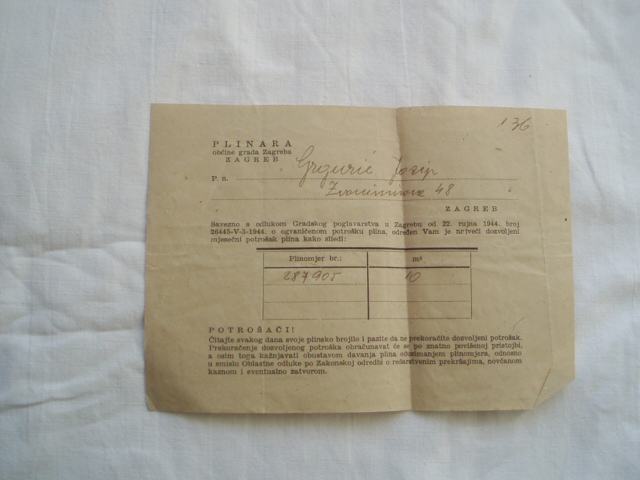 136
PLINARA
općine grada Zagreba
ZAGREB
P. n. Grgurić Josip
Zvonimirova 48
ZAGREB
Savezno s odlukom Gradskog poglavarstva u Zagrebu od 22. rujna 1944. broj
26445-V-3-1944. o ograničenom potrošku plina, određen Vam je najveći dozvoljeni
mjesečni potrošak plina kako slijedi:
Plinomjer br.: m³
287905 10
POTROŠAČI!
Čitajte svakog dana svoje plinsko brojilo i pazite da ne prekoračite dozvoljeni potrošak.
Prekoračenje dozvoljenog potroška obračunavat će se po znatno povišenoj pristojbi,
a osim toga kažnjavati obustavom davanja plina oduzimanjem plinomjera, odnosno
u smislu Oblastne odluke po Zakonskoj odredbi o redarstvenim prekršajima, novčanom
kaznom i eventualno zatvorom.